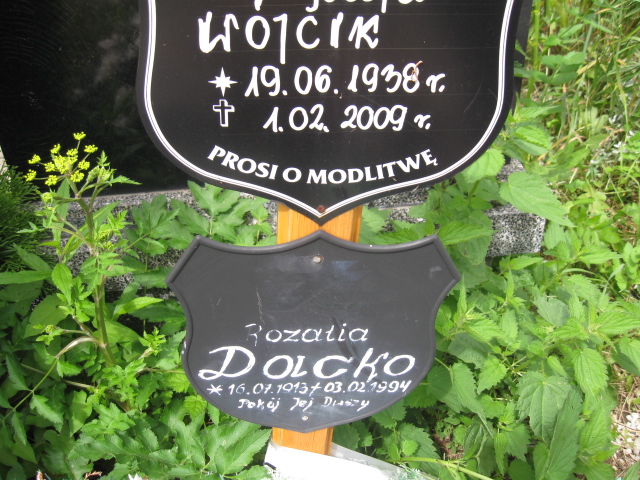 WOJCIK
* 19.06.1938 r.
† 1.02.2009 r.
PROSI O MODLITWĘ
Rozalia
DACKO
* 16.07.1913 † 03.02.1994
Pokój Jej Duszy